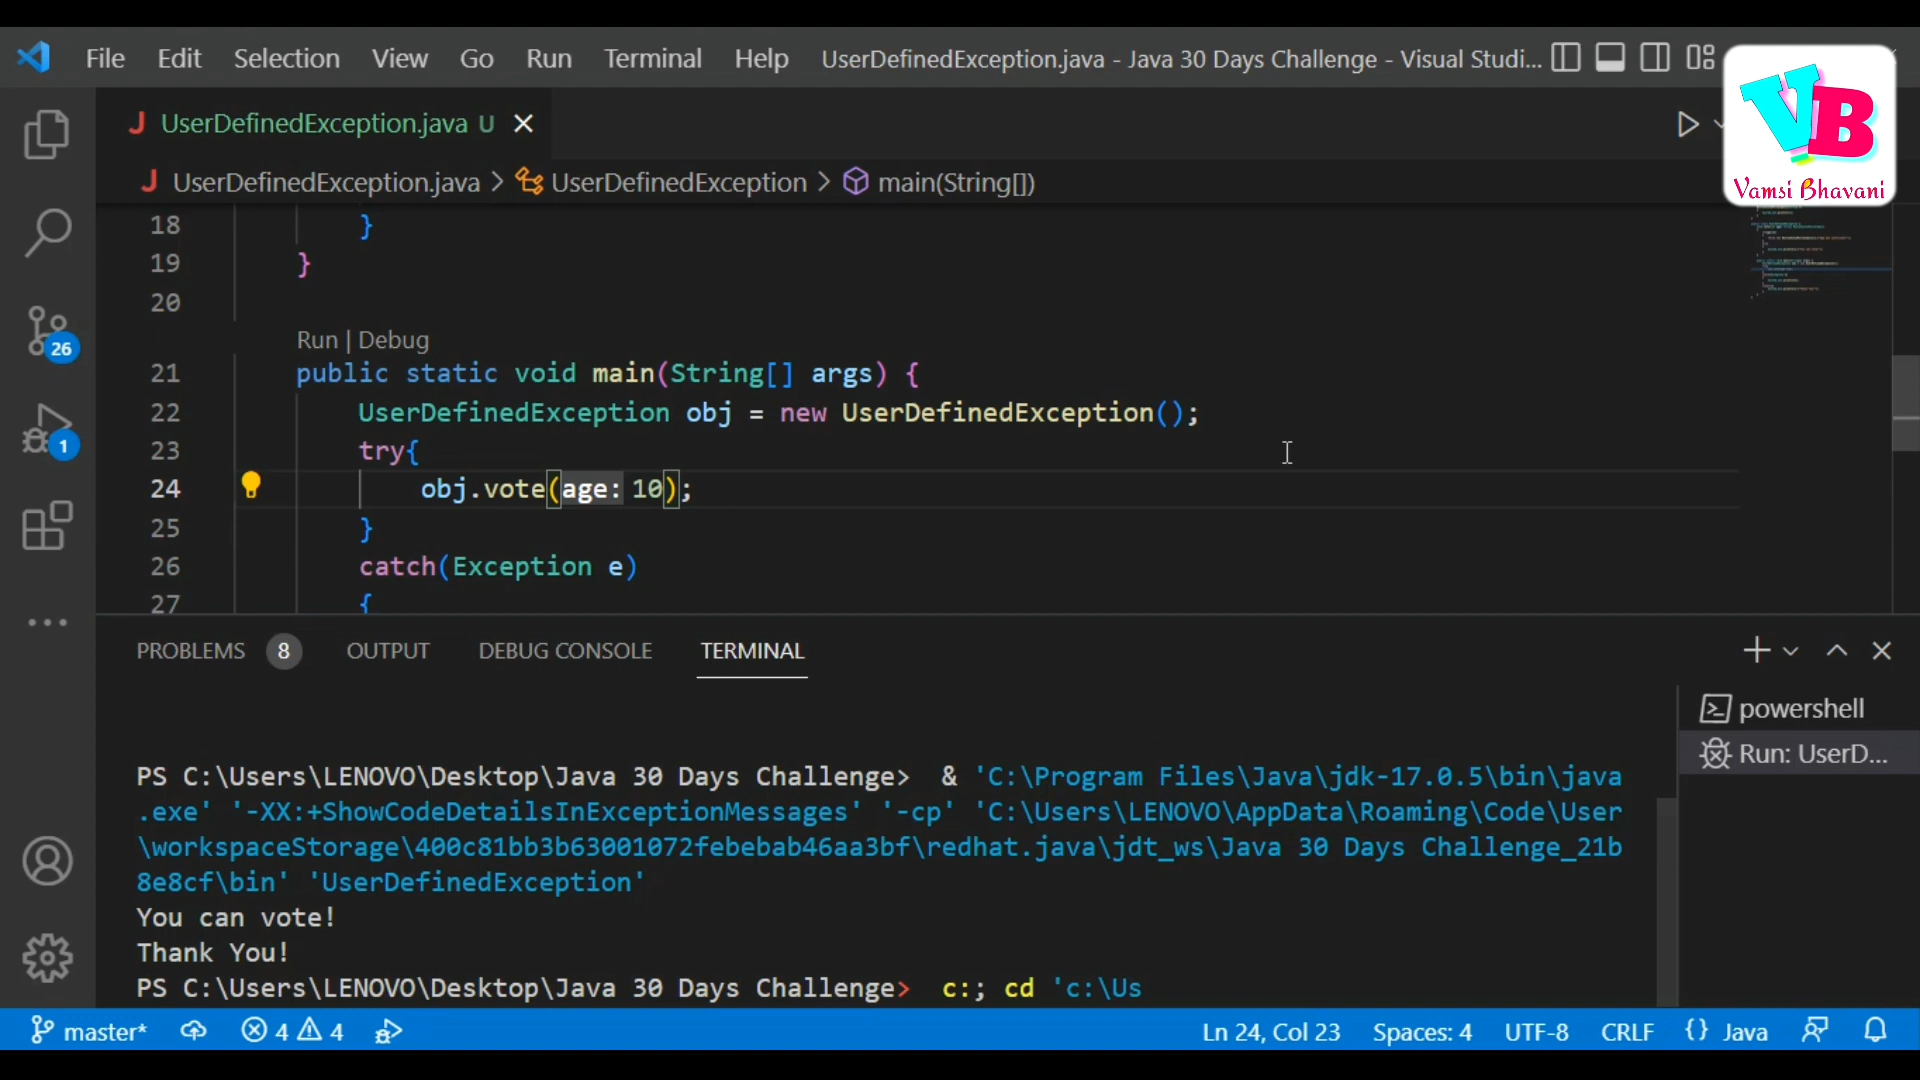 File Edit Selection View Go Run Terminal Help UserDefinedException.java - Java 30 Days Challenge - Visual Studi...
VB
Vamsi Bhavani
UserDefinedException.java U
UserDefinedException.java > UserDefinedException > main(String[])
18 }
19 }
20
Run | Debug
21 public static void main(String[] args) {
22 UserDefinedException obj = new UserDefinedException();
23 try{
24 obj.vote(age: 10);
25 }
26 catch(Exception e)
27 {
26
1
PROBLEMS 8 OUTPUT DEBUG CONSOLE TERMINAL
powershell
Run: UserD...
PS C:\Users\LENOVO\Desktop\Java 30 Days Challenge> & 'C:\Program Files\Java\jdk-17.0.5\bin\java
.exe' '-XX:+ShowCodeDetailsInExceptionMessages' '-cp' 'C:\Users\LENOVO\AppData\Roaming\Code\User
\workspaceStorage\400c81bb3b63001072febebab46aa3bf\redhat.java\jdt_ws\Java 30 Days Challenge_21b
8e8cf\bin' 'UserDefinedException'
You can vote!
Thank You!
PS C:\Users\LENOVO\Desktop\Java 30 Days Challenge> c:; cd 'c:\Us
master* 4 4 Ln 24, Col 23 Spaces: 4 UTF-8 CRLF {} Java